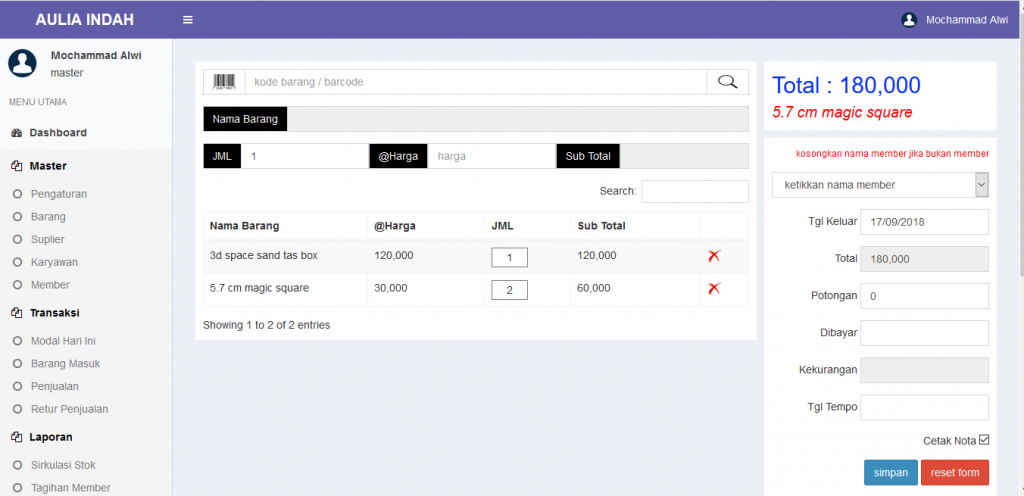 AULIA INDAH
Mochammad Alwi
Mochammad Alwi
master
MENU UTAMA
Dashboard
Master
Pengaturan
Barang
Suplier
Karyawan
Member
Transaksi
Modal Hari Ini
Barang Masuk
Penjualan
Retur Penjualan
Laporan
Sirkulasi Stok
Tagihan Member
kode barang / barcode
Nama Barang
JML 1 @Harga harga Sub Total
Search:
Nama Barang @Harga JML Sub Total
3d space sand tas box 120,000 1 120,000
5.7 cm magic square 30,000 2 60,000
Showing 1 to 2 of 2 entries
Total : 180,000
5.7 cm magic square
kosongkan nama member jika bukan member
ketikkan nama member
Tgl Keluar 17/09/2018
Total 180,000
Potongan 0
Dibayar
Kekurangan
Tgl Tempo
Cetak Nota
simpan reset form